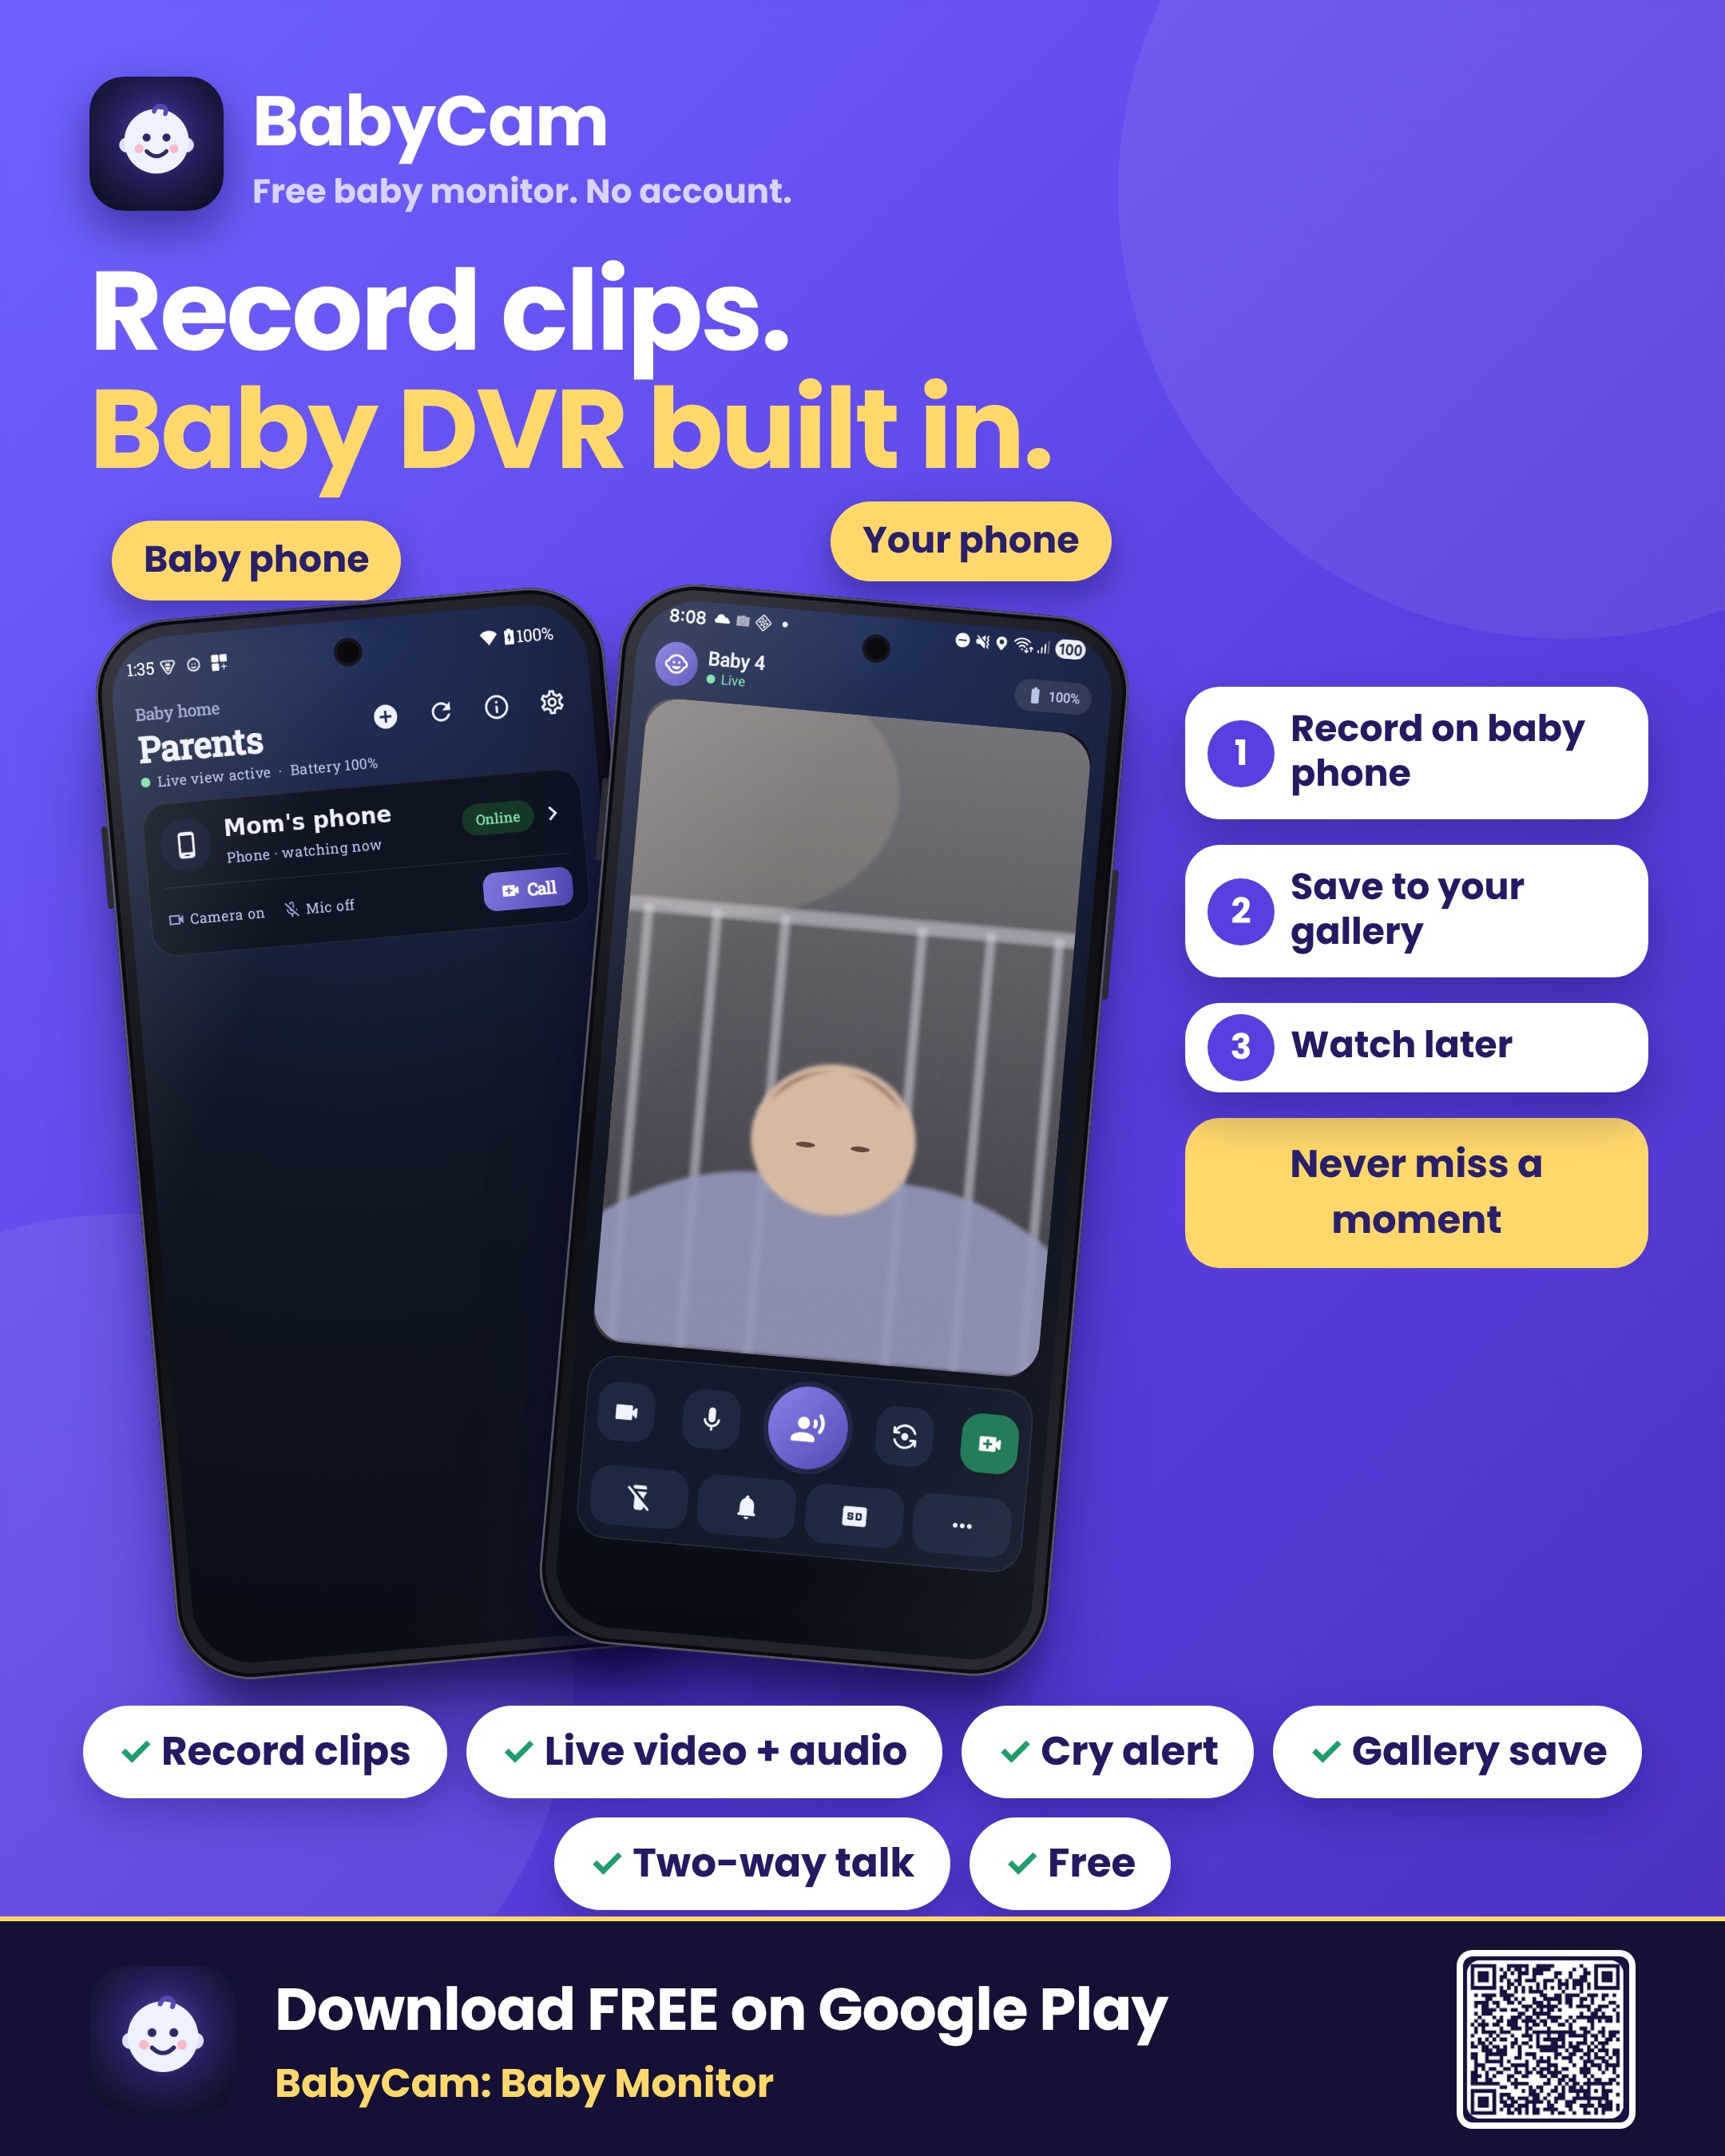 BabyCam
Free baby monitor. No account.
Record clips.
Baby DVR built in.
Baby phone
Your phone
1:35
100%
Baby home
Parents
Live view active · Battery 100%
Mom's phone
Phone · watching now
Online
Camera on
Mic off
Call
8:08
100
Baby 4
Live
100%
SD
1
Record on baby
phone
2
Save to your
gallery
3
Watch later
Never miss a
moment
Record clips
Live video + audio
Cry alert
Gallery save
Two-way talk
Free
Download FREE on Google Play
BabyCam: Baby Monitor